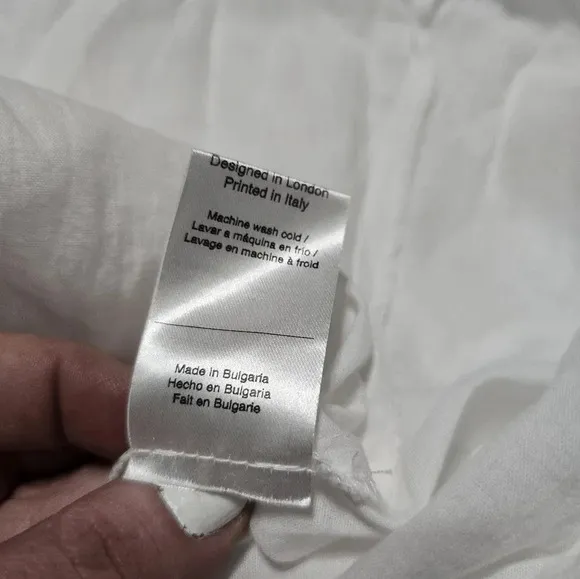 Designed in London
Printed in Italy
Machine wash cold /
Lavar a máquina en frio /
Lavage en machine à froid
Made in Bulgaria
Hecho en Bulgaria
Fait en Bulgarie